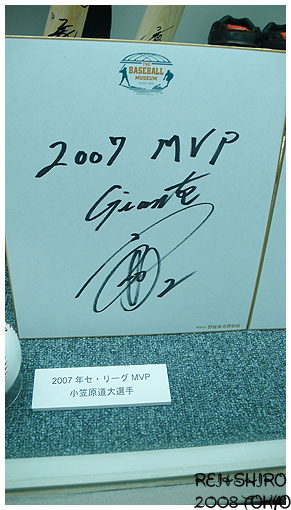 THE
BASEBALL
MUSEUM
2007 MVP
Giants
2
2007年セ・リーグMVP
小笠原道大選手
REI+SHIRO
2008 TOKYO